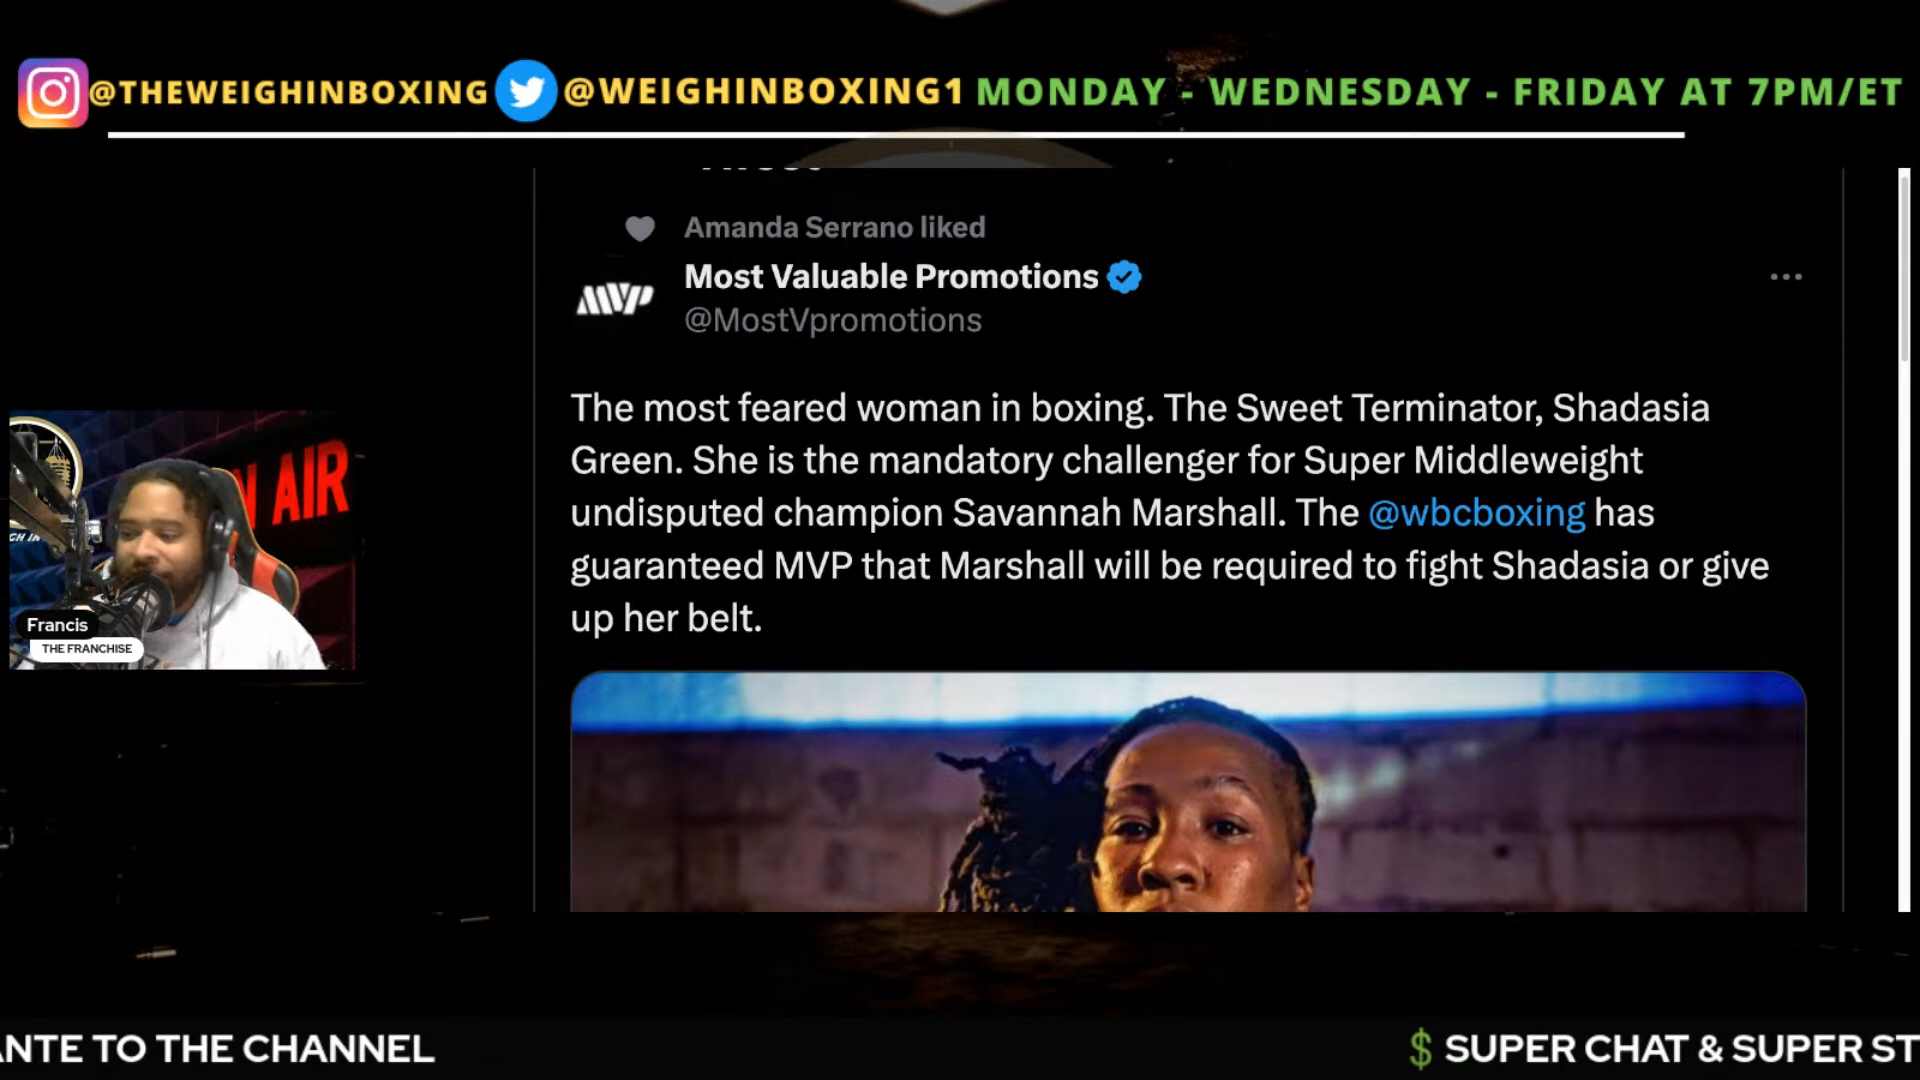 @THEWEIGHINBOXING @WEIGHINBOXING1 MONDAY - WEDNESDAY - FRIDAY AT 7PM/ET
Amanda Serrano liked
MVP
Most Valuable Promotions
@MostVpromotions
The most feared woman in boxing. The Sweet Terminator, Shadasia
Green. She is the mandatory challenger for Super Middleweight
undisputed champion Savannah Marshall. The @wbcboxing has
guaranteed MVP that Marshall will be required to fight Shadasia or give
up her belt.
AIR
Francis
THE FRANCHISE
ANTE TO THE CHANNEL
$ SUPER CHAT & SUPER ST